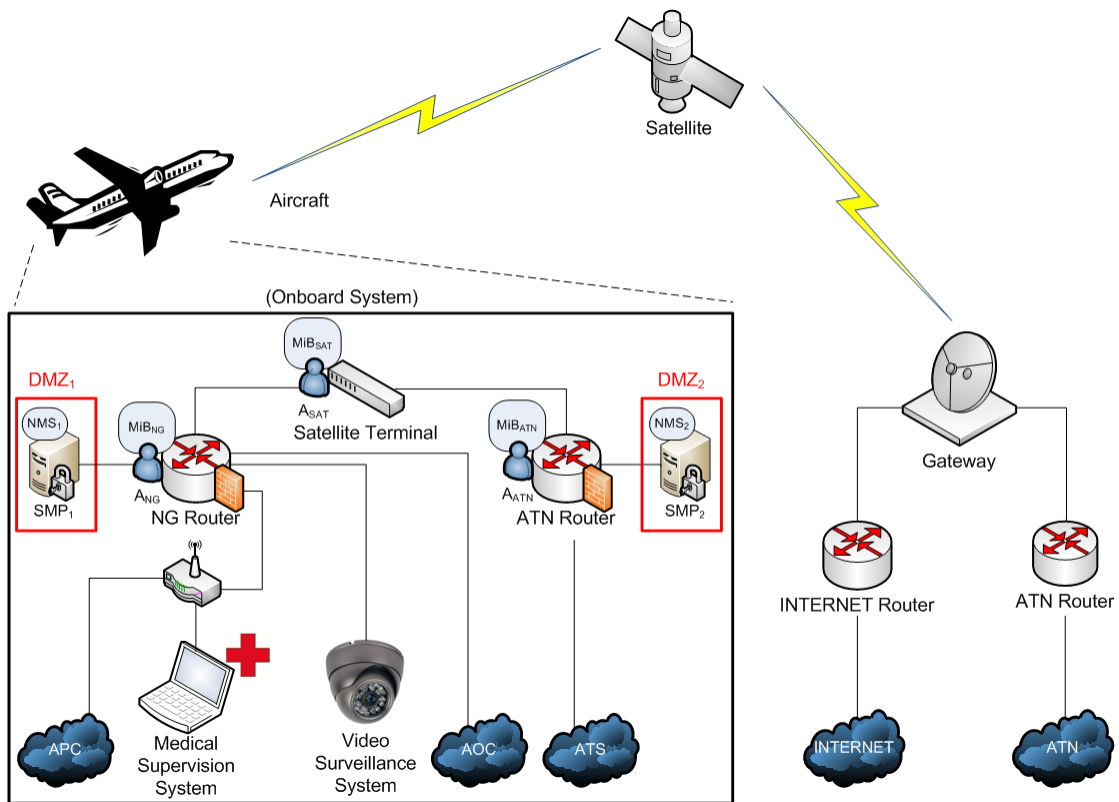 Satellite
Aircraft
(Onboard System)
MiBSAT
ASAT
Satellite Terminal
DMZ1
NMS1
SMP1
MiBNG
ANG
NG Router
MiBATN
AATN
ATN Router
DMZ2
NMS2
SMP2
Gateway
INTERNET Router
ATN Router
APC
Medical
Supervision
System
Video
Surveillance
System
AOC
ATS
INTERNET
ATN